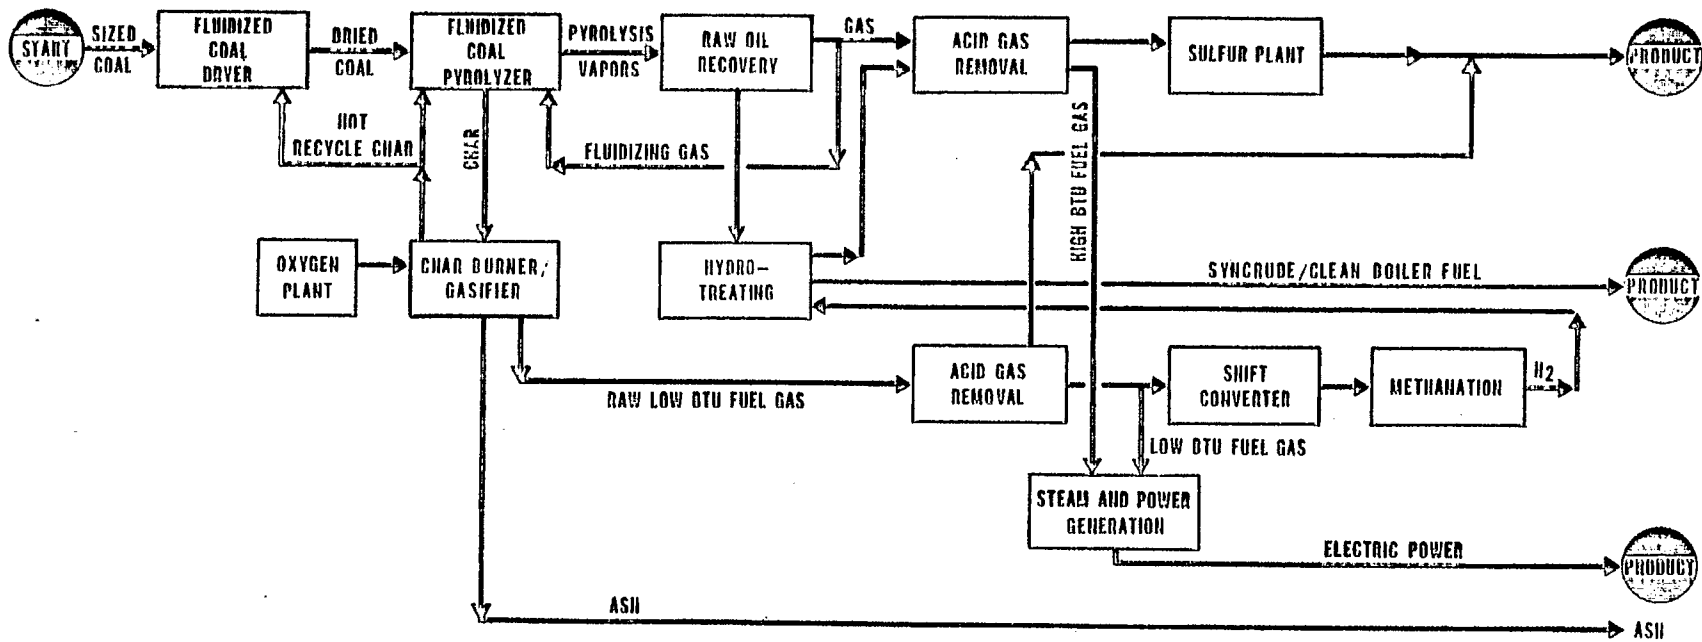 START
SIZED
COAL
FLUIDIZED
COAL
DRYER
DRIED
COAL
FLUIDIZED
COAL
PYROLYZER
PYROLYSIS
VAPORS
RAW OIL
RECOVERY
GAS
ACID GAS
REMOVAL
SULFUR PLANT
PRODUCT
HOT
RECYCLE CHAR
CHAR
FLUIDIZING GAS
HIGH BTU FUEL GAS
OXYGEN
PLANT
CHAR BURNER/
GASIFIER
HYDRO-
TREATING
SYNCRUDE/CLEAN BOILER FUEL
PRODUCT
RAW LOW BTU FUEL GAS
ACID GAS
REMOVAL
SHIFT
CONVERTER
METHANATION
H2
LOW BTU FUEL GAS
STEAM AND POWER
GENERATION
ELECTRIC POWER
PRODUCT
ASH
ASH